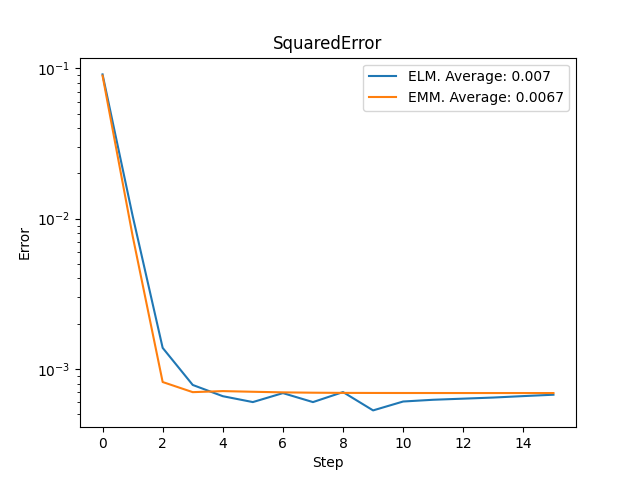 SquaredError
ELM. Average: 0.007
EMM. Average: 0.0067
10⁻¹
10⁻²
10⁻³
Error
0 2 4 6 8 10 12 14
Step